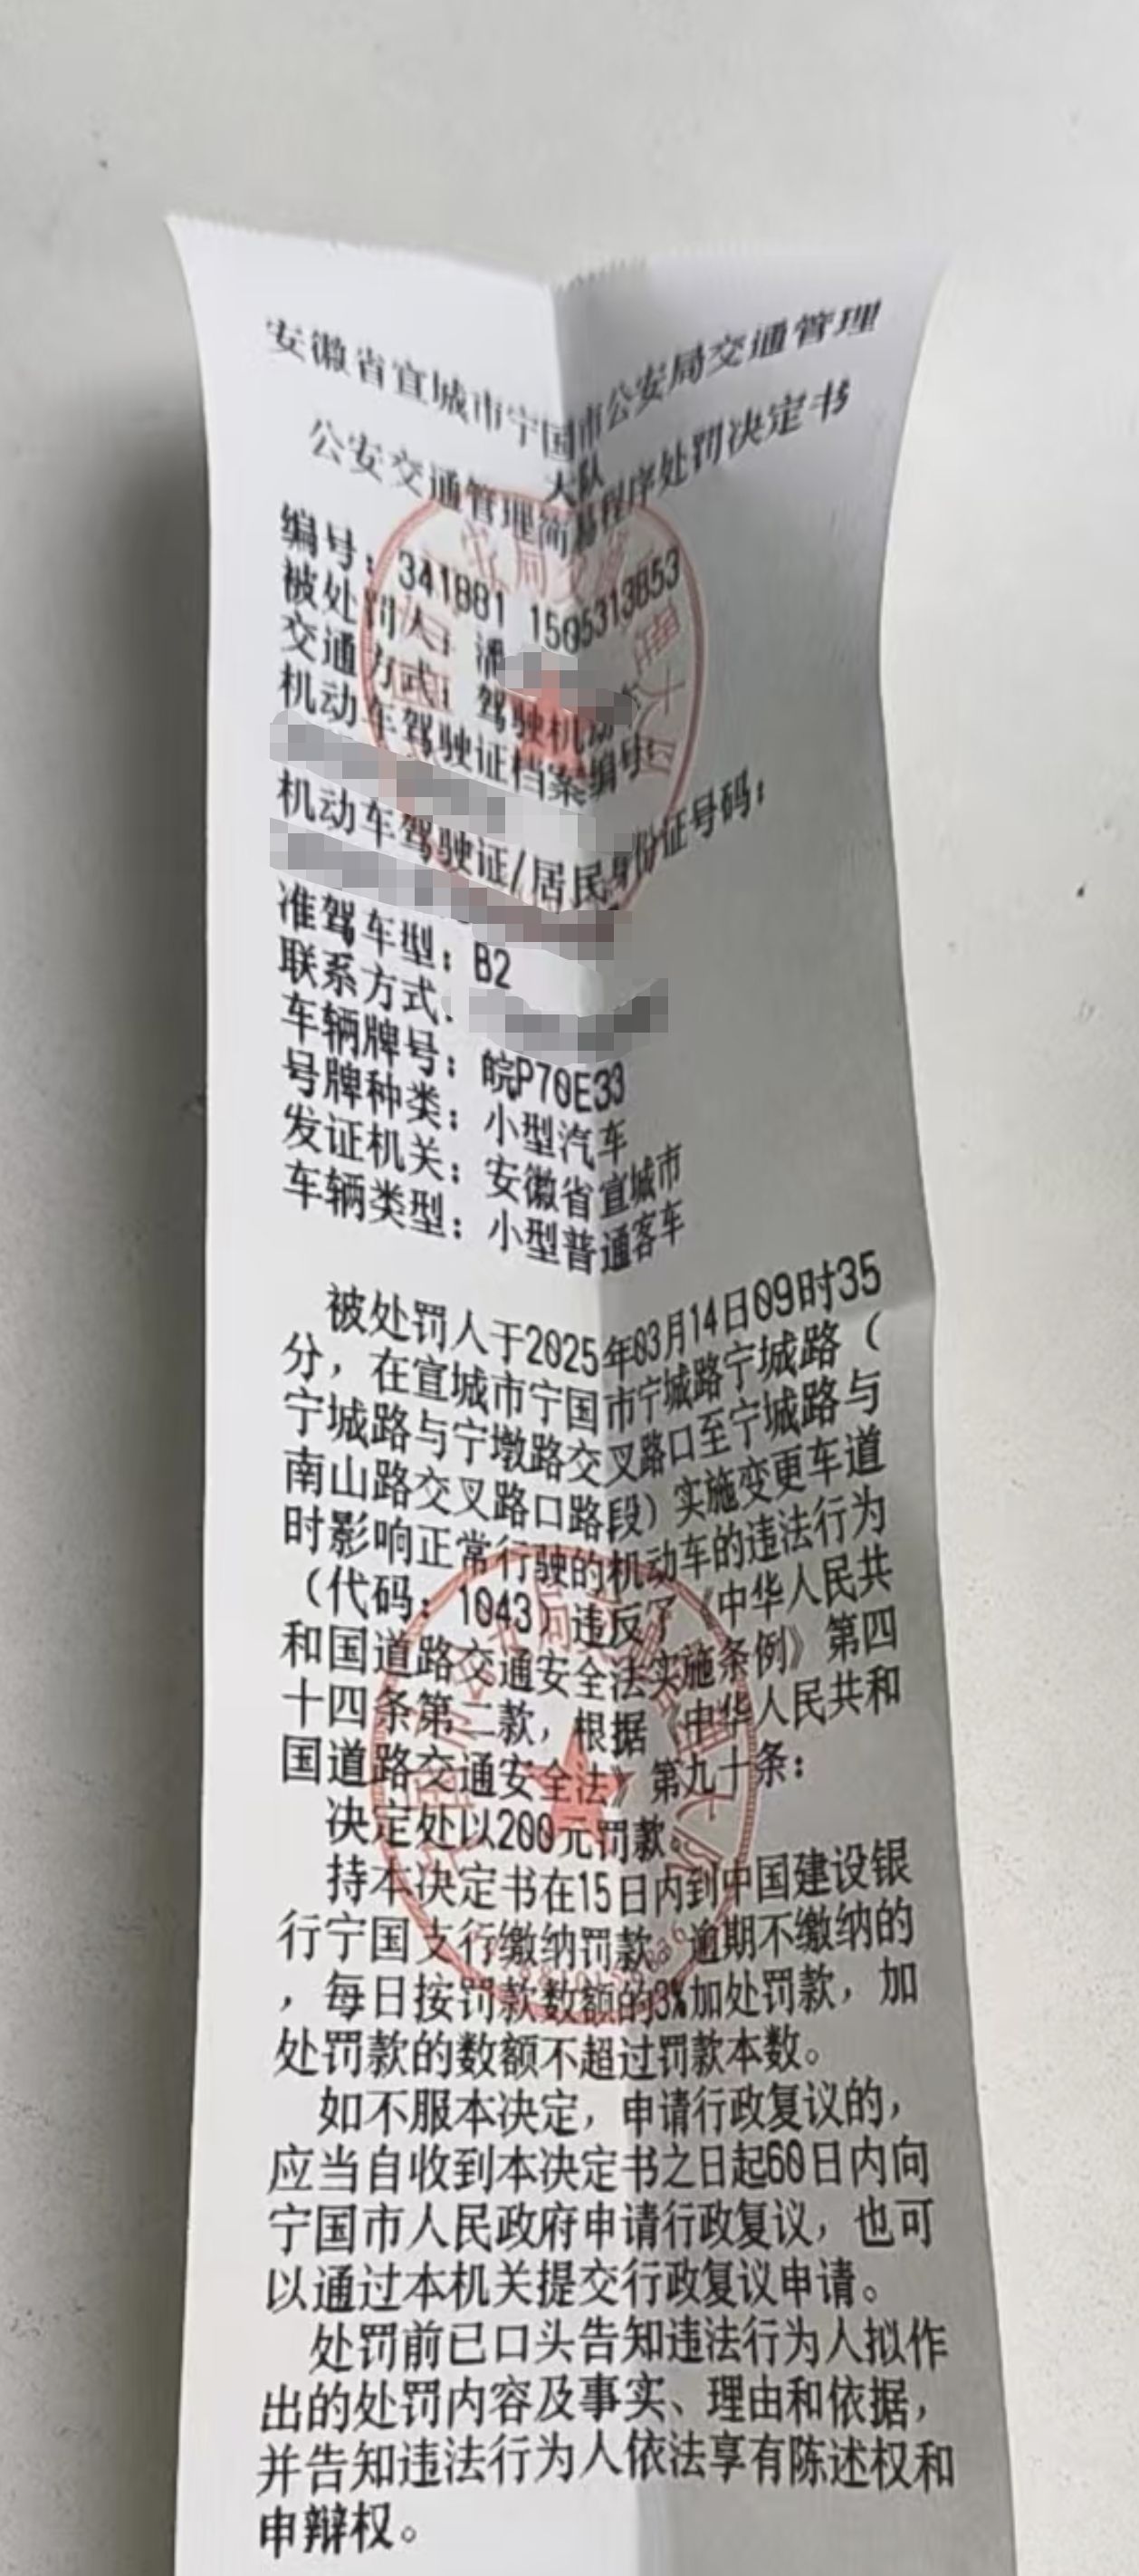 安徽省宣城市宁国市公安局交通管理
大队
公安交通管理简易程序处罚决定书
编号：341881 1505313853
被处罚人：潘
交通方式：驾驶机动车
机动车驾驶证档案编号：
机动车驾驶证/居民身份证号码：
准驾车型：B2
联系方式：
车辆牌号：皖P70E33
号牌种类：小型汽车
发证机关：安徽省宣城市
车辆类型：小型普通客车
被处罚人于2025年03月14日09时35
分，在宣城市宁国市宁城路宁城路（
宁城路与宁墩路交叉路口至宁城路与
南山路交叉路口路段）实施变更车道
时影响正常行驶的机动车的违法行为
（代码：1043）违反了《中华人民共
和国道路交通安全法实施条例》第四
十四条第二款，根据《中华人民共和
国道路交通安全法》第九十条：
决定处以200元罚款。
持本决定书在15日内到中国建设银
行宁国支行缴纳罚款。逾期不缴纳的
，每日按罚款数额的3%加处罚款，加
处罚款的数额不超过罚款本数。
如不服本决定，申请行政复议的，
应当自收到本决定书之日起60日内向
宁国市人民政府申请行政复议，也可
以通过本机关提交行政复议申请。
处罚前已口头告知违法行为人拟作
出的处罚内容及事实、理由和依据，
并告知违法行为人依法享有陈述权和
申辩权。